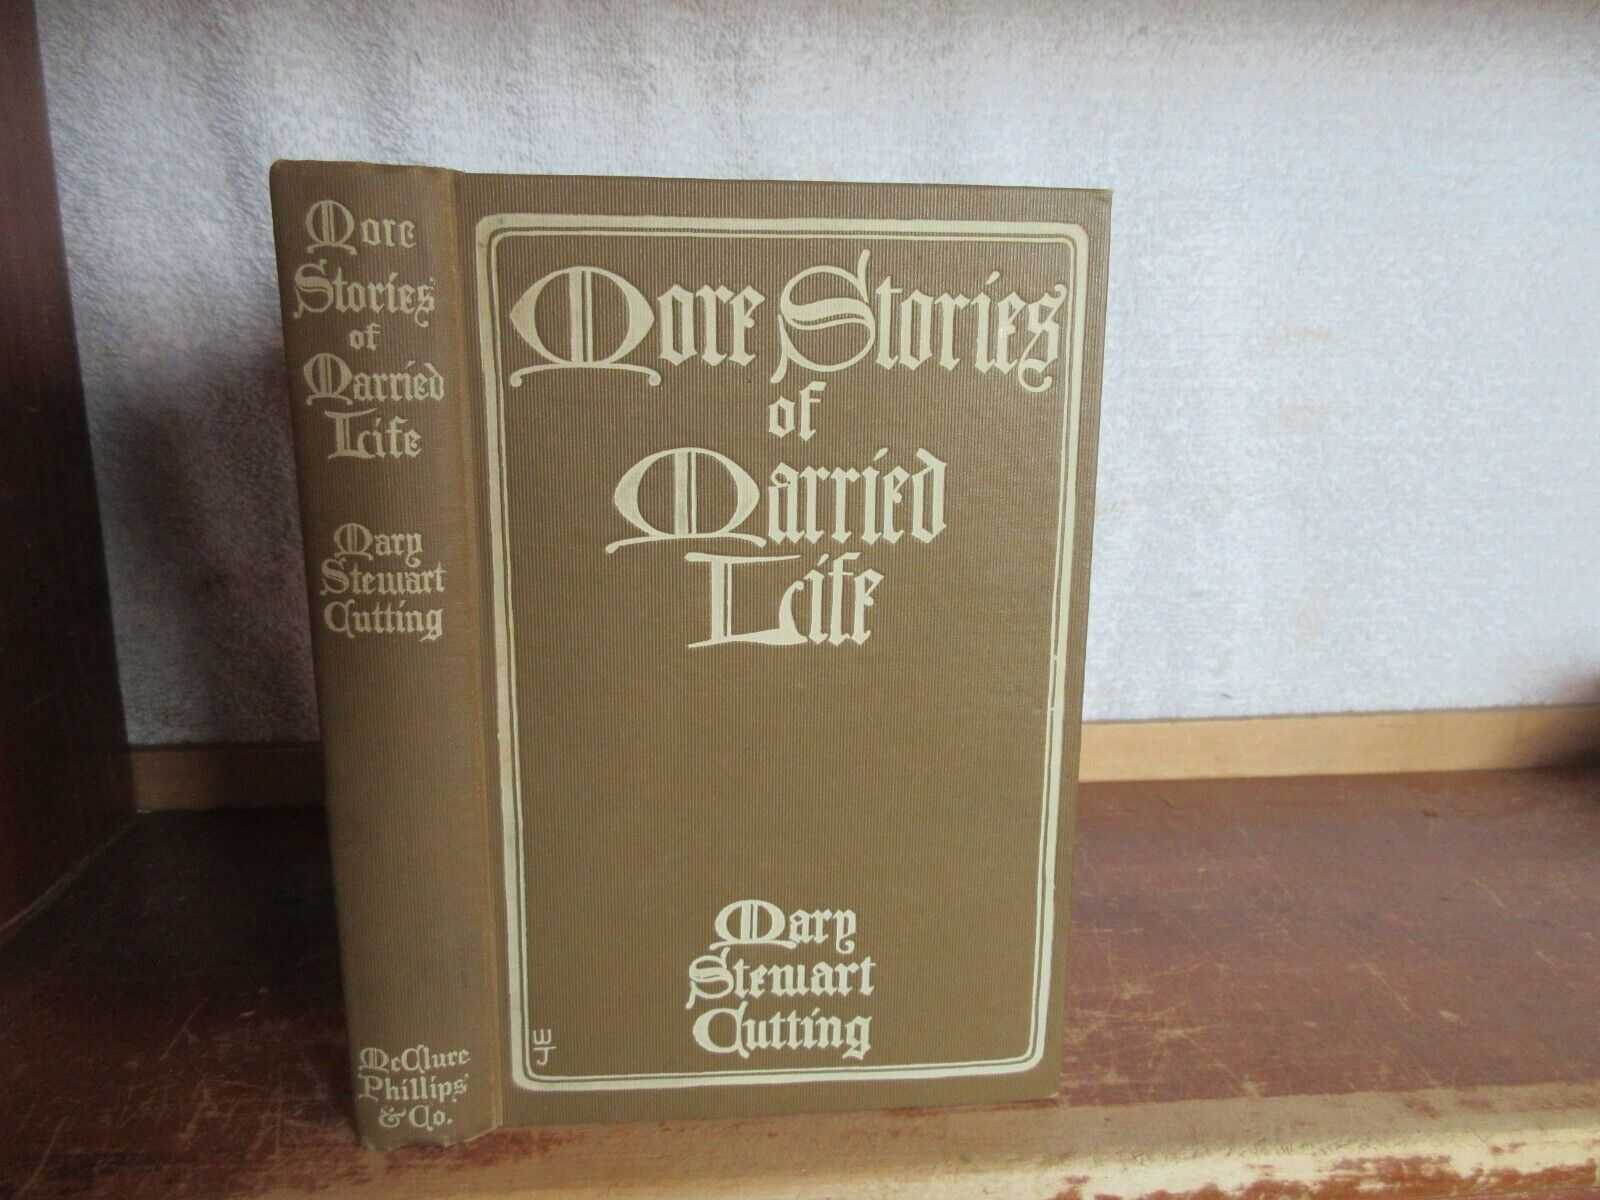 More
Stories
of
Married
Life
Mary
Stewart
Cutting
McClure
Phillips
& Co.
More Stories
of
Married
Life
Mary
Stewart
Cutting
WJ